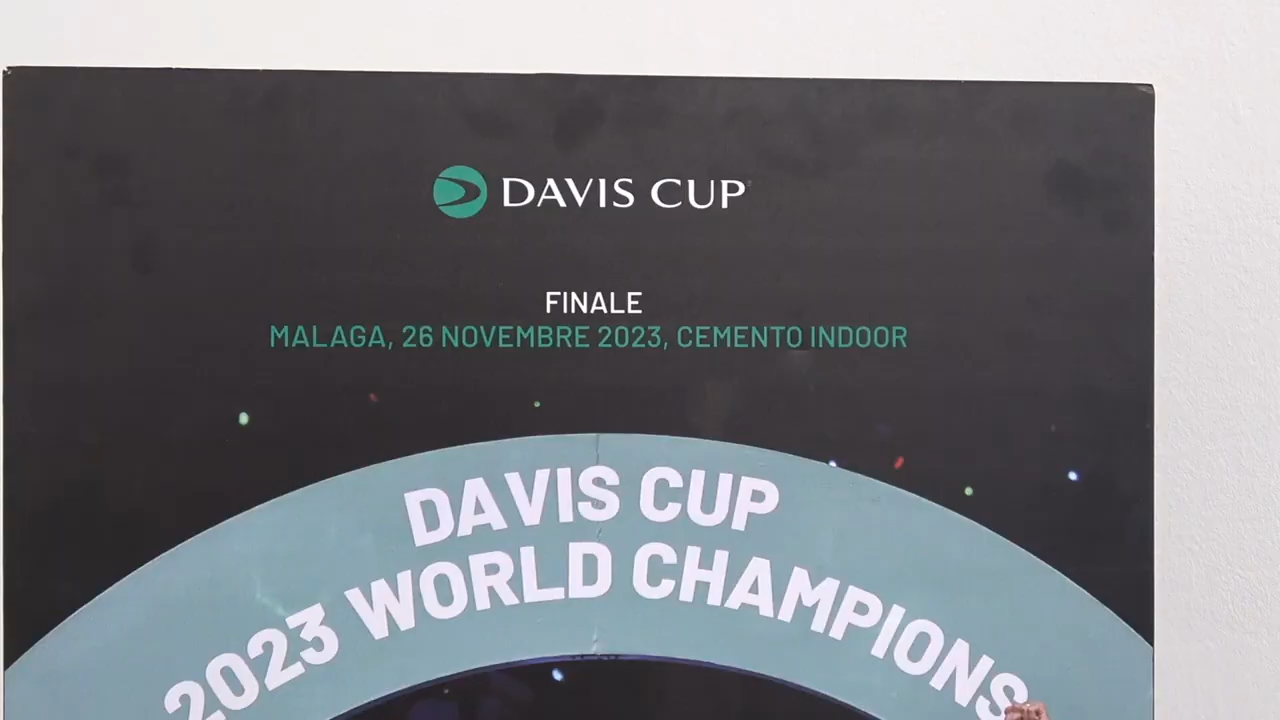 DAVIS CUP
FINALE
MALAGA, 26 NOVEMBRE 2023, CEMENTO INDOOR
DAVIS CUP
2023 WORLD CHAMPIONS